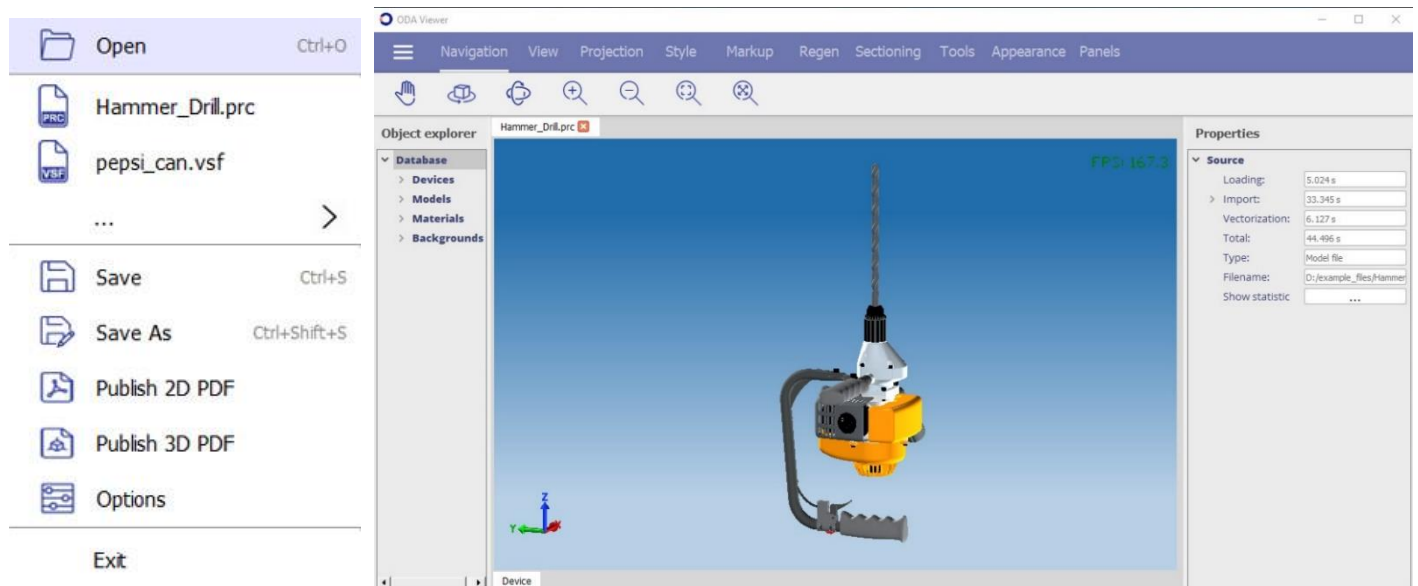 Open Ctrl+O
PRC
Hammer_Drill.prc
VSF
pepsi_can.vsf
...
Save Ctrl+S
Save As Ctrl+Shift+S
Publish 2D PDF
Publish 3D PDF
Options
Exit
ODA Viewer
Navigation View Projection Style Markup Regen Sectioning Tools Appearance Panels
Object explorer
Database
Devices
Models
Materials
Backgrounds
Hammer_Drill.prc
FPS: 167.3
Z
Y
X
Device
Properties
Source
Loading: 5.024 s
Import: 33.345 s
Vectorization: 6.127 s
Total: 44.496 s
Type: Model file
Filename: D:/example_files/Hammer
Show statistic ...